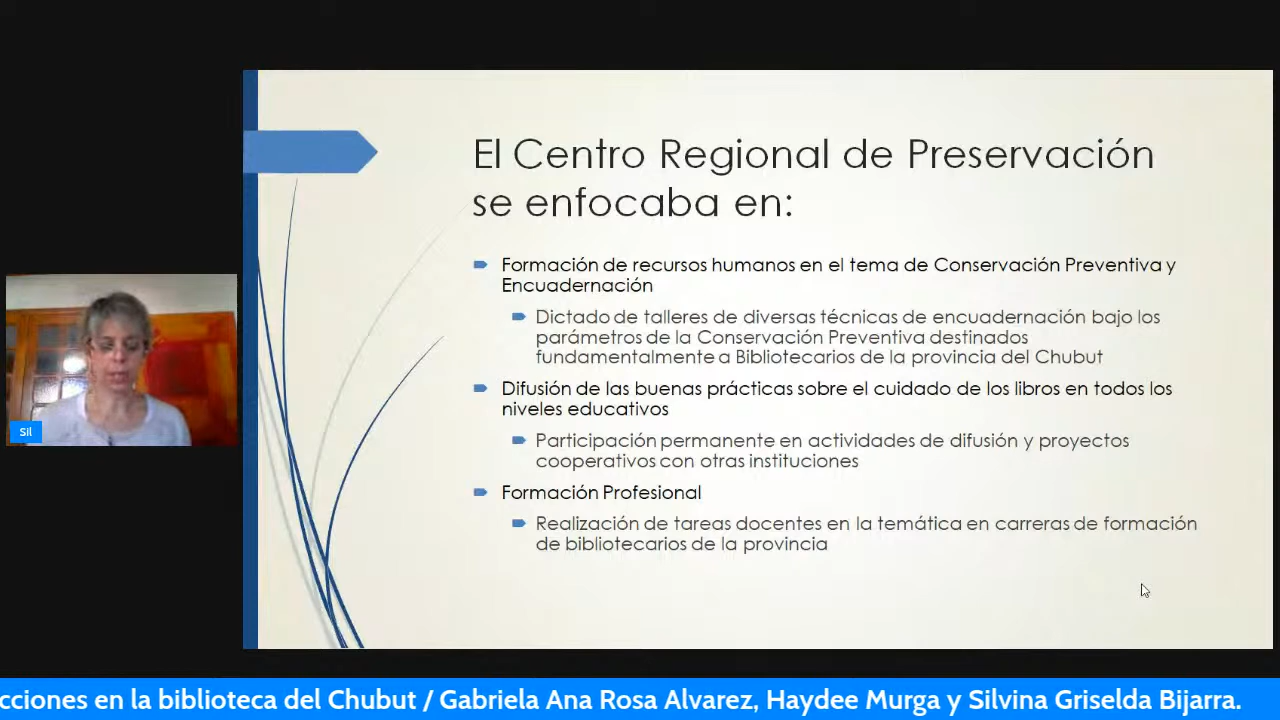 El Centro Regional de Preservación
se enfocaba en:
Formación de recursos humanos en el tema de Conservación Preventiva y
Encuadernación
Dictado de talleres de diversas técnicas de encuadernación bajo los
parámetros de la Conservación Preventiva destinados
fundamentalmente a Bibliotecarios de la provincia del Chubut
Difusión de las buenas prácticas sobre el cuidado de los libros en todos los
niveles educativos
Participación permanente en actividades de difusión y proyectos
cooperativos con otras instituciones
Formación Profesional
Realización de tareas docentes en la temática en carreras de formación
de bibliotecarios de la provincia
Sil
cciones en la biblioteca del Chubut / Gabriela Ana Rosa Alvarez, Haydee Murga y Silvina Griselda Bijarra.